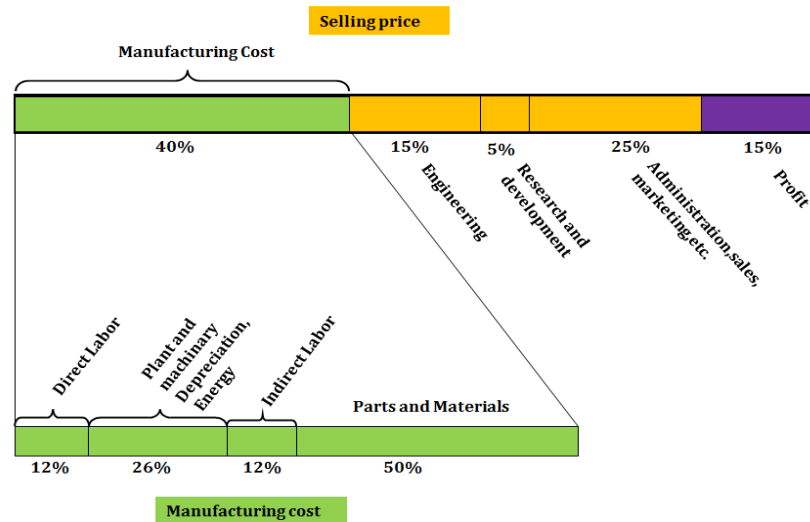 Selling price
Manufacturing Cost
40%
15%
5%
25%
15%
Engineering
Research and
development
Administration,sales,
marketing,etc.
Profit
Direct Labor
Plant and
machinary
Depreciation,
Energy
Indirect Labor
Parts and Materials
12%
26%
12%
50%
Manufacturing cost